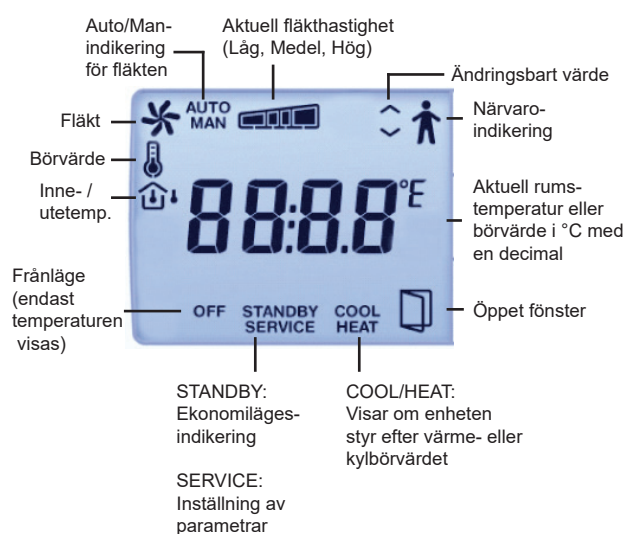 Auto/Man-
indikering
för fläkten
Aktuell fläkthastighet
(Låg, Medel, Hög)
Ändringsbart värde
Fläkt
AUTO
MAN
Närvaro-
indikering
Börvärde
Inne- /
utetemp.
88:8.8°E
Aktuell rums-
temperatur eller
börvärde i °C med
en decimal
Frånläge
(endast
temperaturen
visas)
OFF
STANDBY
SERVICE
COOL
HEAT
Öppet fönster
STANDBY:
Ekonomiläges-
indikering
SERVICE:
Inställning av
parametrar
COOL/HEAT:
Visar om enheten
styr efter värme- eller
kylbörvärdet